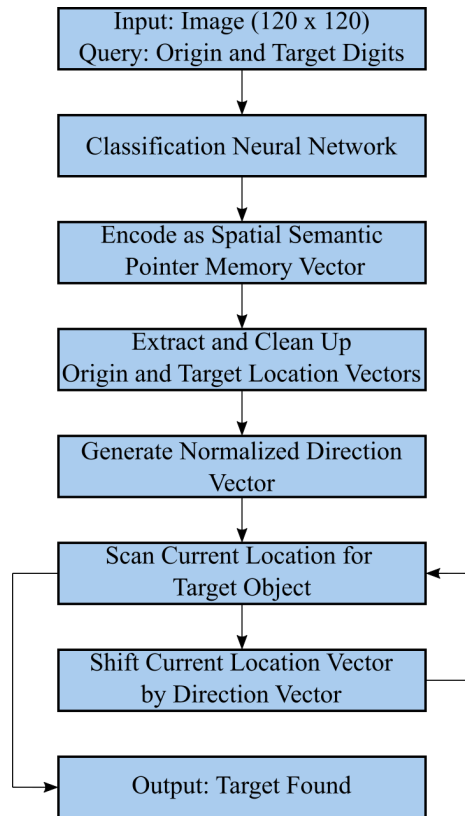 Input: Image (120 x 120)
Query: Origin and Target Digits
Classification Neural Network
Encode as Spatial Semantic
Pointer Memory Vector
Extract and Clean Up
Origin and Target Location Vectors
Generate Normalized Direction
Vector
Scan Current Location for
Target Object
Shift Current Location Vector
by Direction Vector
Output: Target Found